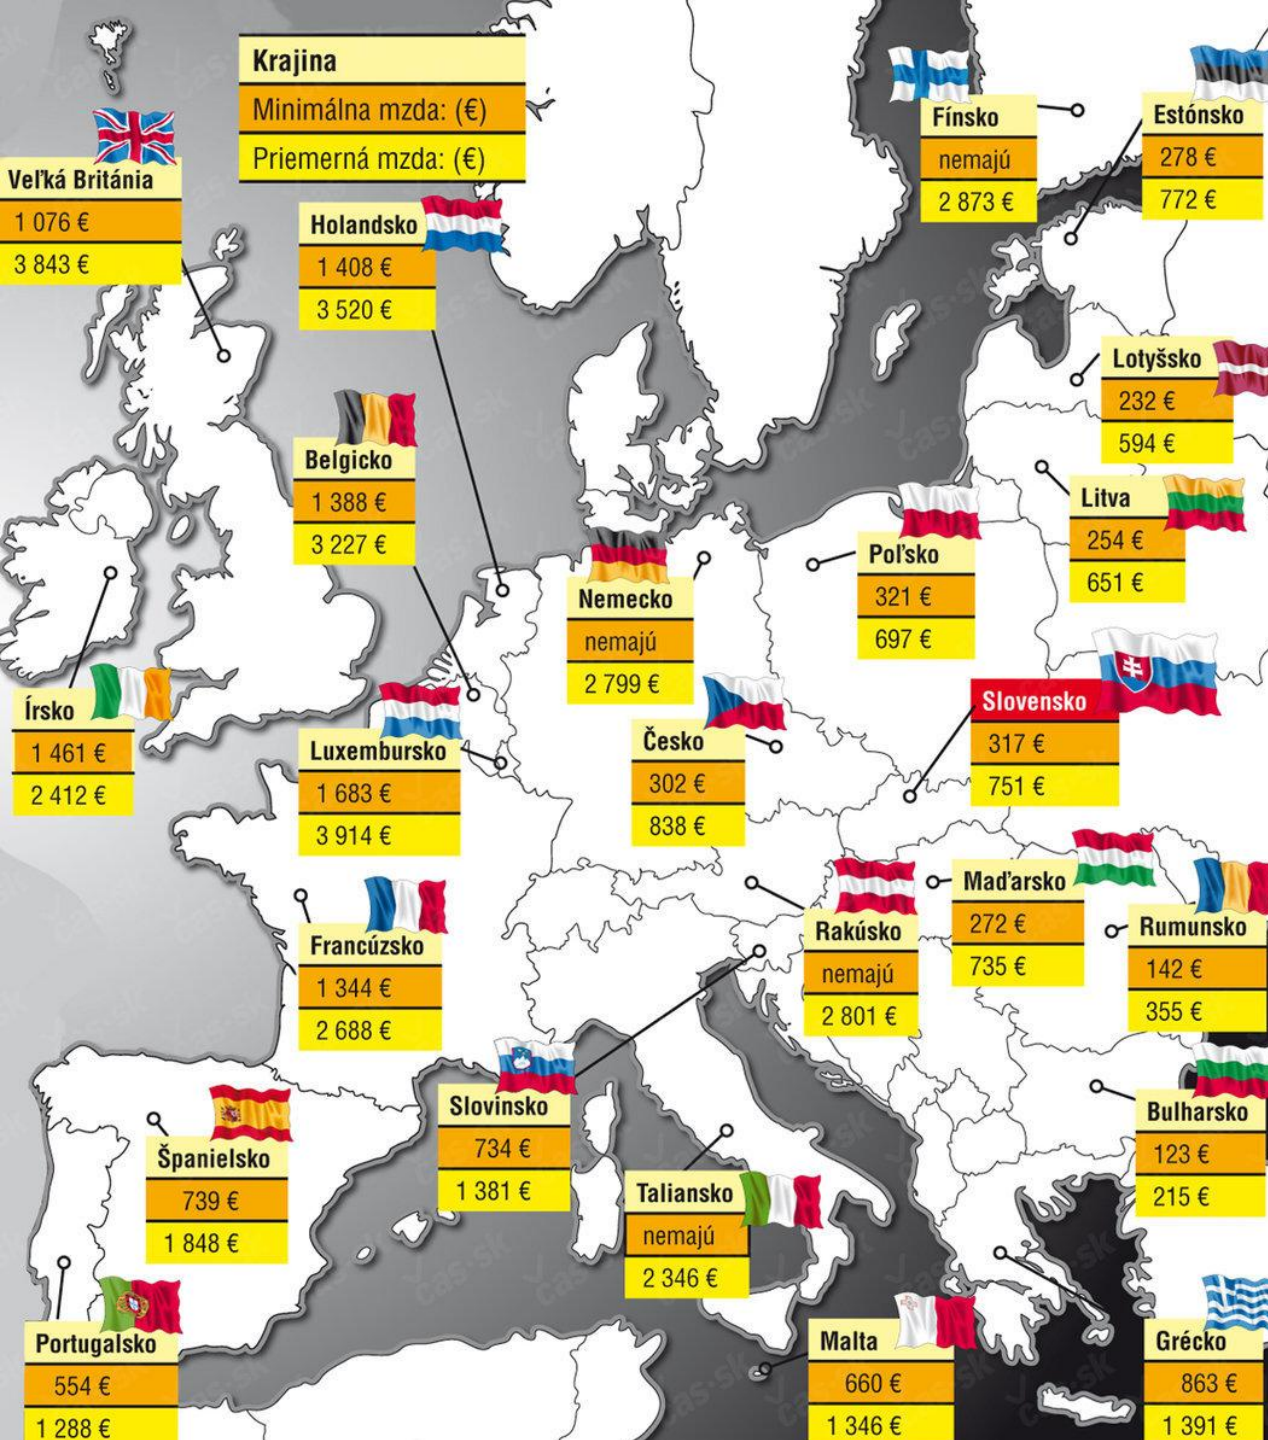 Krajina
Minimálna mzda: (€)
Priemerná mzda: (€)
Fínsko
nemajú
2 873 €
Estónsko
278 €
772 €
Veľká Británia
1 076 €
3 843 €
Holandsko
1 408 €
3 520 €
Lotyšsko
232 €
594 €
Belgicko
1 388 €
3 227 €
Litva
254 €
651 €
Poľsko
321 €
697 €
Nemecko
nemajú
2 799 €
Írsko
1 461 €
2 412 €
Luxembursko
1 683 €
3 914 €
Česko
302 €
838 €
Slovensko
317 €
751 €
Francúzsko
1 344 €
2 688 €
Rakúsko
nemajú
2 801 €
Maďarsko
272 €
735 €
Rumunsko
142 €
355 €
Slovinsko
734 €
1 381 €
Bulharsko
123 €
215 €
Španielsko
739 €
1 848 €
Taliansko
nemajú
2 346 €
Portugalsko
554 €
1 288 €
Malta
660 €
1 346 €
Grécko
863 €
1 391 €
cas.sk